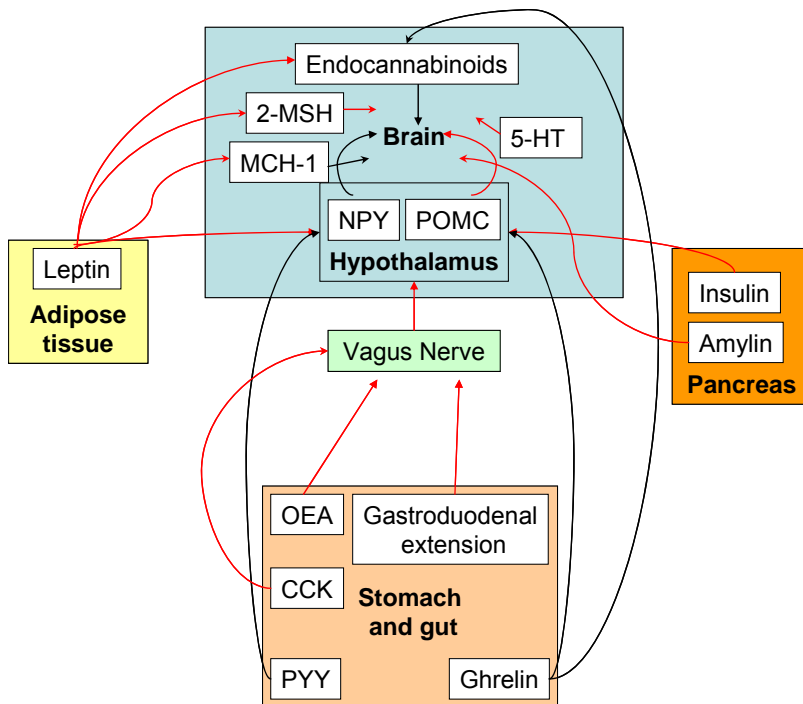 Endocannabinoids
2-MSH
Brain
5-HT
MCH-1
NPY
POMC
Hypothalamus
Leptin
Adipose
tissue
Insulin
Amylin
Pancreas
Vagus Nerve
OEA
Gastroduodenal
extension
CCK
Stomach
and gut
PYY
Ghrelin